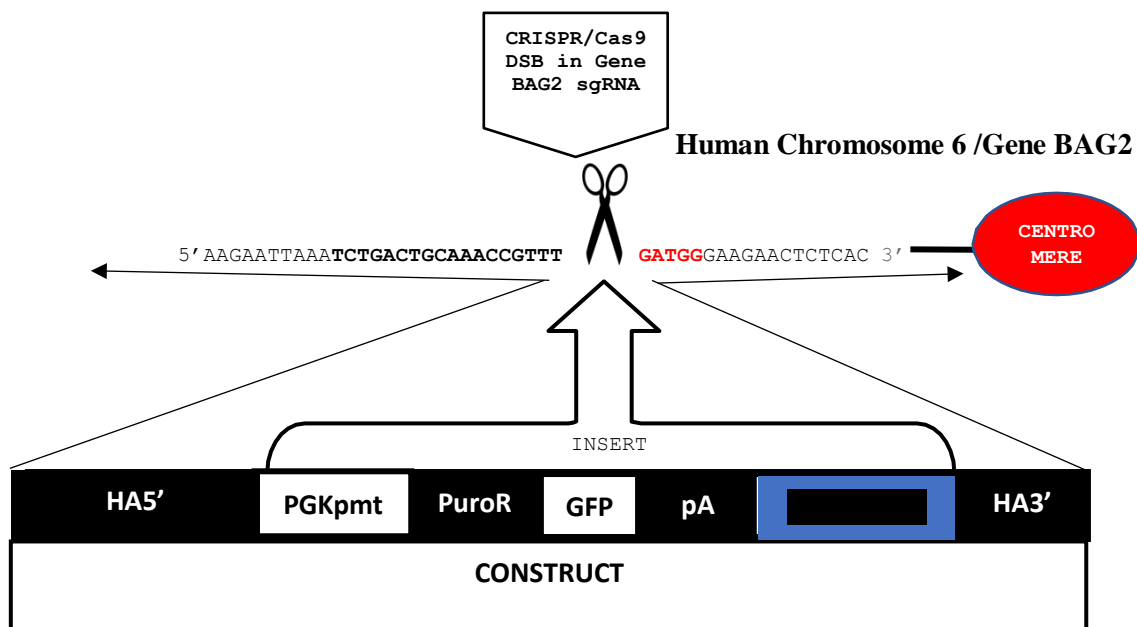 CRISPR/Cas9
DSB in Gene
BAG2 sgRNA
Human Chromosome 6 /Gene BAG2
5’ AAGAATTAAATCTGACTGCAAACCGTTT GATGGGAAGAACTCTCAC 3’
CENTRO
MERE
INSERT
HA5’ PGKpmt PuroR GFP pA HA3’
CONSTRUCT